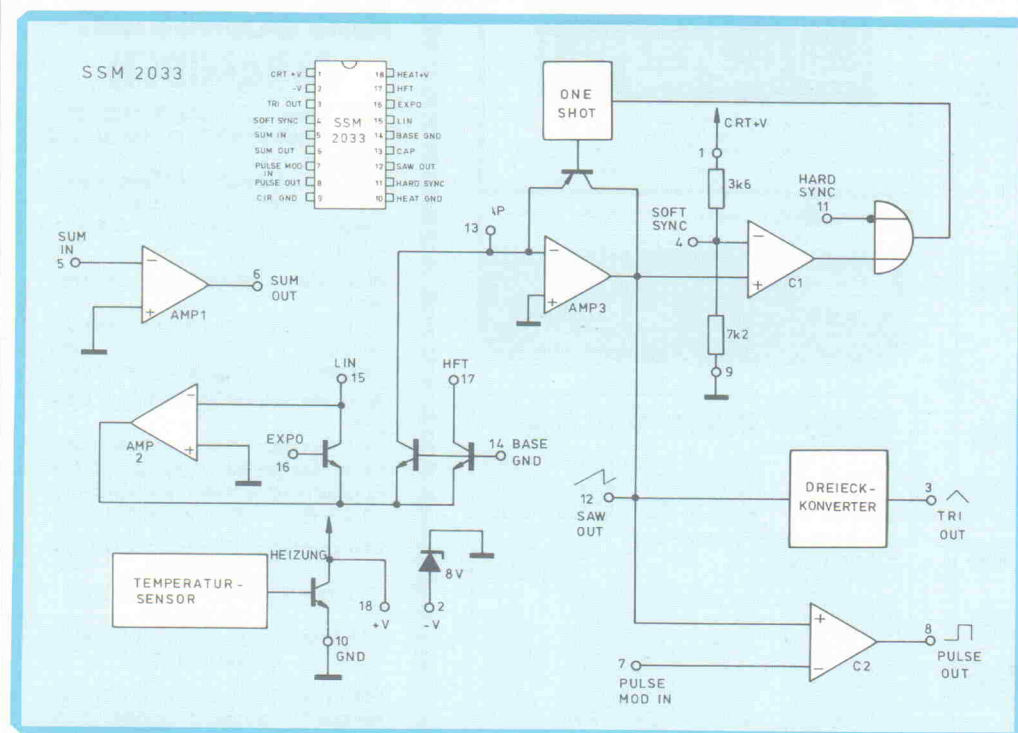 SSM 2033
CRT +V 1 18 HEAT+V
-V 2 17 HFT
TRI OUT 3 16 EXPO
SOFT SYNC 4 15 LIN
SUM IN 5 14 BASE GND
SUM OUT 6 13 CAP
PULSE MOD IN 7 12 SAW OUT
PULSE OUT 8 11 HARD SYNC
CIR GND 9 10 HEAT GND
SSM
2033
ONE
SHOT
CRT+V
1
3k6
HARD
SYNC
11
SOFT
SYNC
4
C1
7k2
9
13
AMP3
SUM
IN
5
6 SUM
OUT
AMP1
LIN
15
HFT
17
AMP
2
EXPO
16
14 BASE
GND
12
SAW
OUT
DREIECK-
KONVERTER
3
TRI
OUT
HEIZUNG
TEMPERATUR-
SENSOR
18
+V
8V
2
-V
10
GND
7
PULSE
MOD IN
C2
8
PULSE
OUT